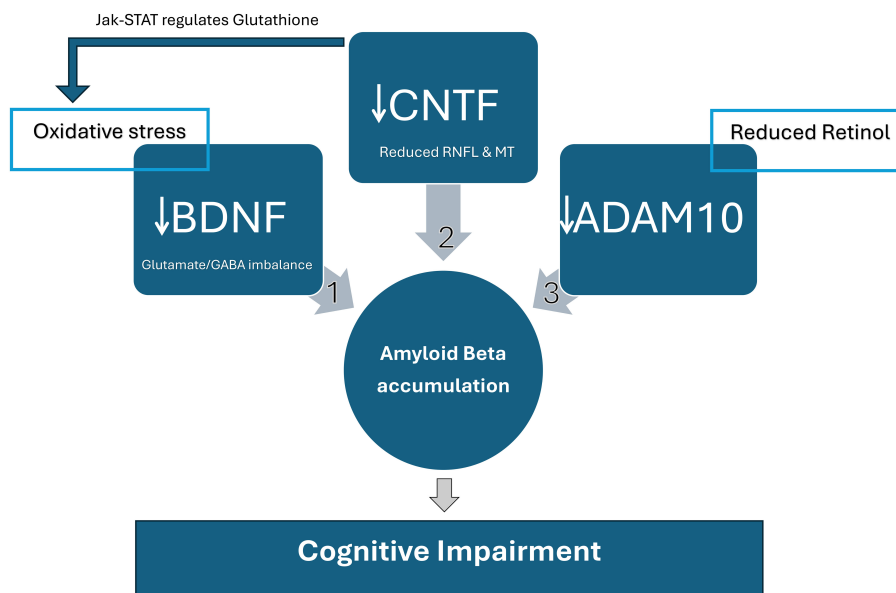 Jak-STAT regulates Glutathione
↓CNTF
Reduced RNFL & MT
Oxidative stress
Reduced Retinol
↓BDNF
Glutamate/GABA imbalance
↓ADAM10
1
2
3
Amyloid Beta
accumulation
Cognitive Impairment